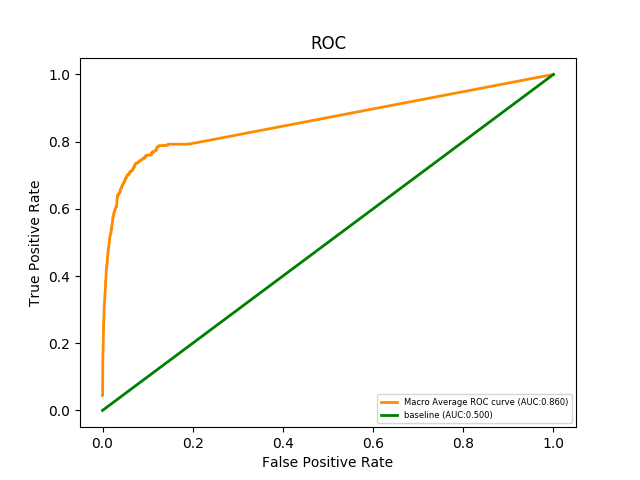 ROC
1.0
0.8
0.6
0.4
0.2
0.0
True Positive Rate
0.0 0.2 0.4 0.6 0.8 1.0
False Positive Rate
Macro Average ROC curve (AUC:0.860)
baseline (AUC:0.500)